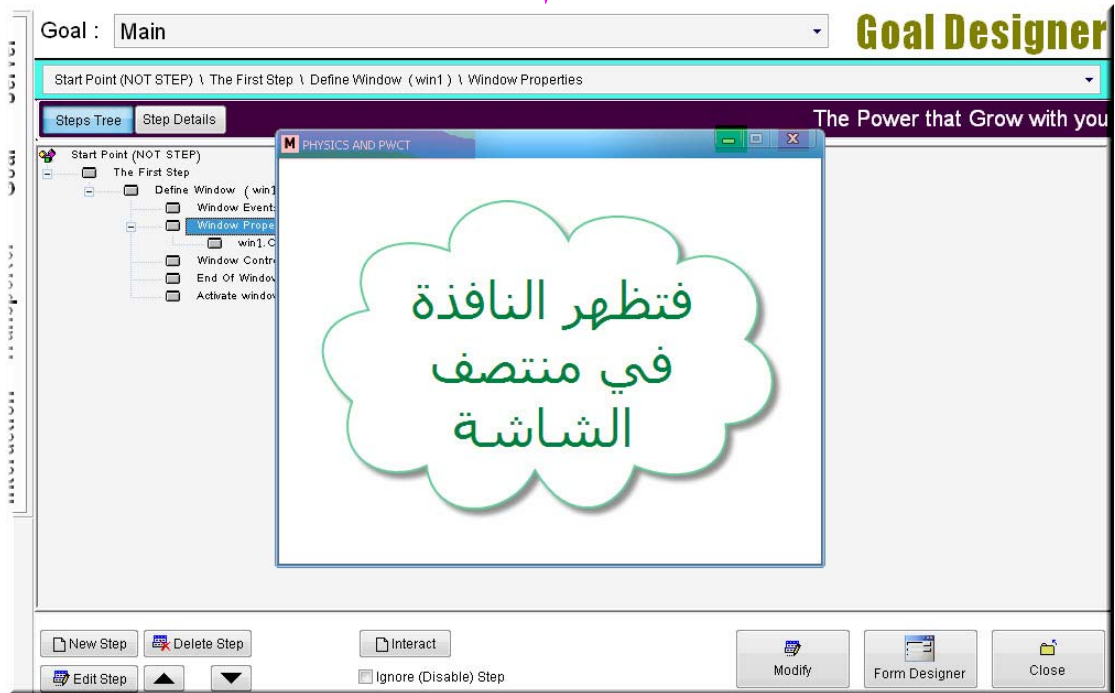 Goal : Main
Goal Designer
Start Point (NOT STEP) \ The First Step \ Define Window ( win1 ) \ Window Properties
Steps Tree Step Details
The Power that Grow with you
M PHYSICS AND PWCT
Start Point (NOT STEP)
The First Step
Define Window ( win1
Window Event
Window Prope
win1.C
Window Contr
End Of Window
Activate window
فتظهر النافذة
في منتصف
الشاشة
New Step Delete Step Interact
Edit Step Ignore (Disable) Step
Modify Form Designer Close